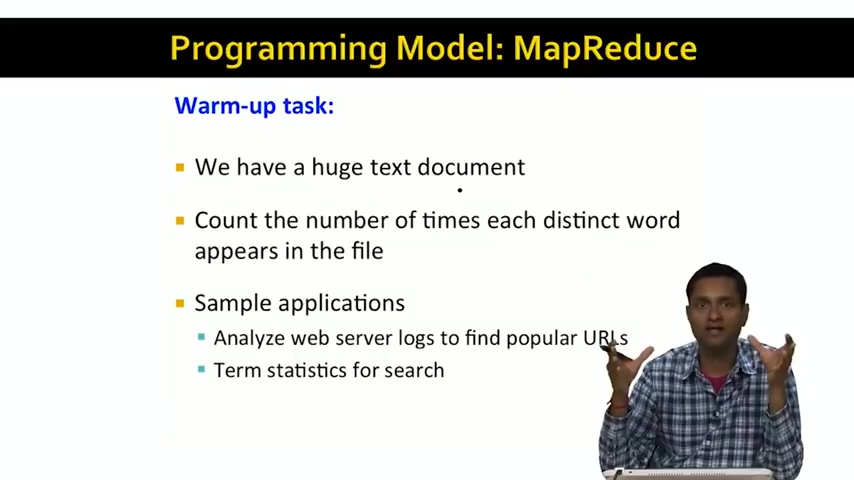 Programming Model: MapReduce
Warm-up task:
We have a huge text document
Count the number of times each distinct word
appears in the file
Sample applications
Analyze web server logs to find popular URLs
Term statistics for search